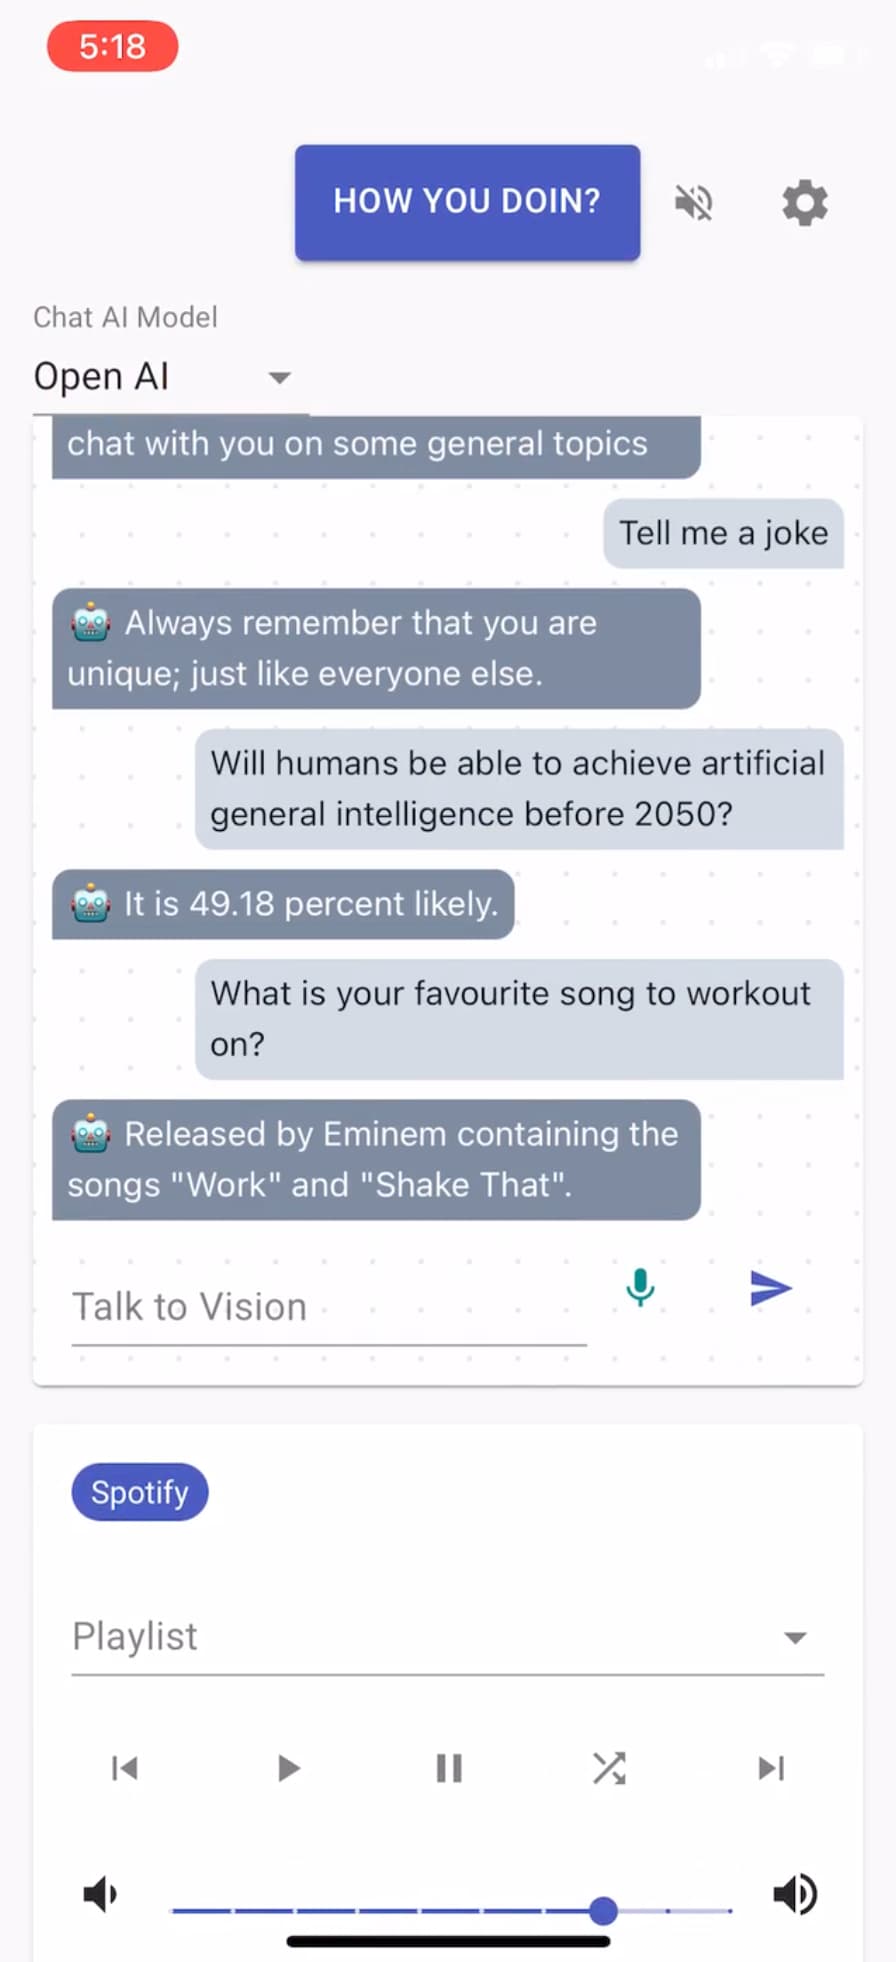 5:18
HOW YOU DOIN?
Chat AI Model
Open AI
chat with you on some general topics
Tell me a joke
Always remember that you are
unique; just like everyone else.
Will humans be able to achieve artificial
general intelligence before 2050?
It is 49.18 percent likely.
What is your favourite song to workout
on?
Released by Eminem containing the
songs "Work" and "Shake That".
Talk to Vision
Spotify
Playlist